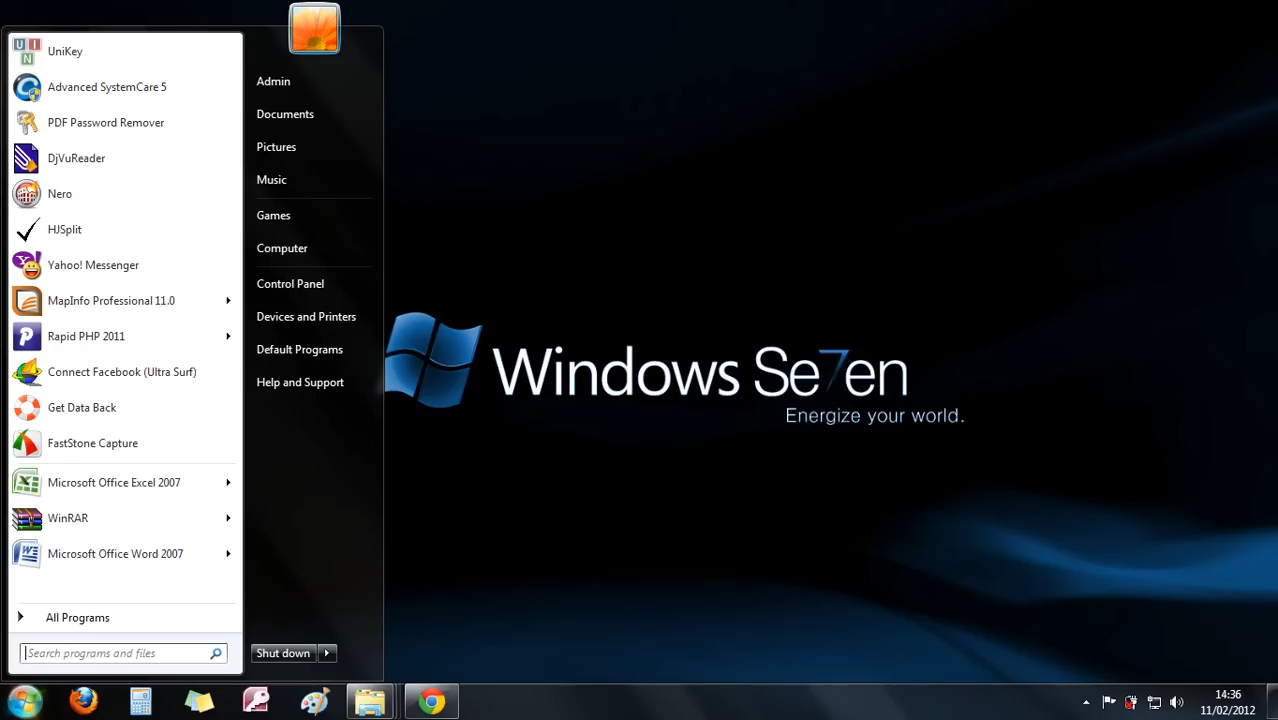 UniKey
Advanced SystemCare 5
PDF Password Remover
DjVuReader
Nero
HJSplit
Yahoo! Messenger
MapInfo Professional 11.0
Rapid PHP 2011
Connect Facebook (Ultra Surf)
Get Data Back
FastStone Capture
Microsoft Office Excel 2007
WinRAR
Microsoft Office Word 2007
All Programs
Search programs and files
Admin
Documents
Pictures
Music
Games
Computer
Control Panel
Devices and Printers
Default Programs
Help and Support
Shut down
Windows Se7en
Energize your world.
14:36
11/02/2012